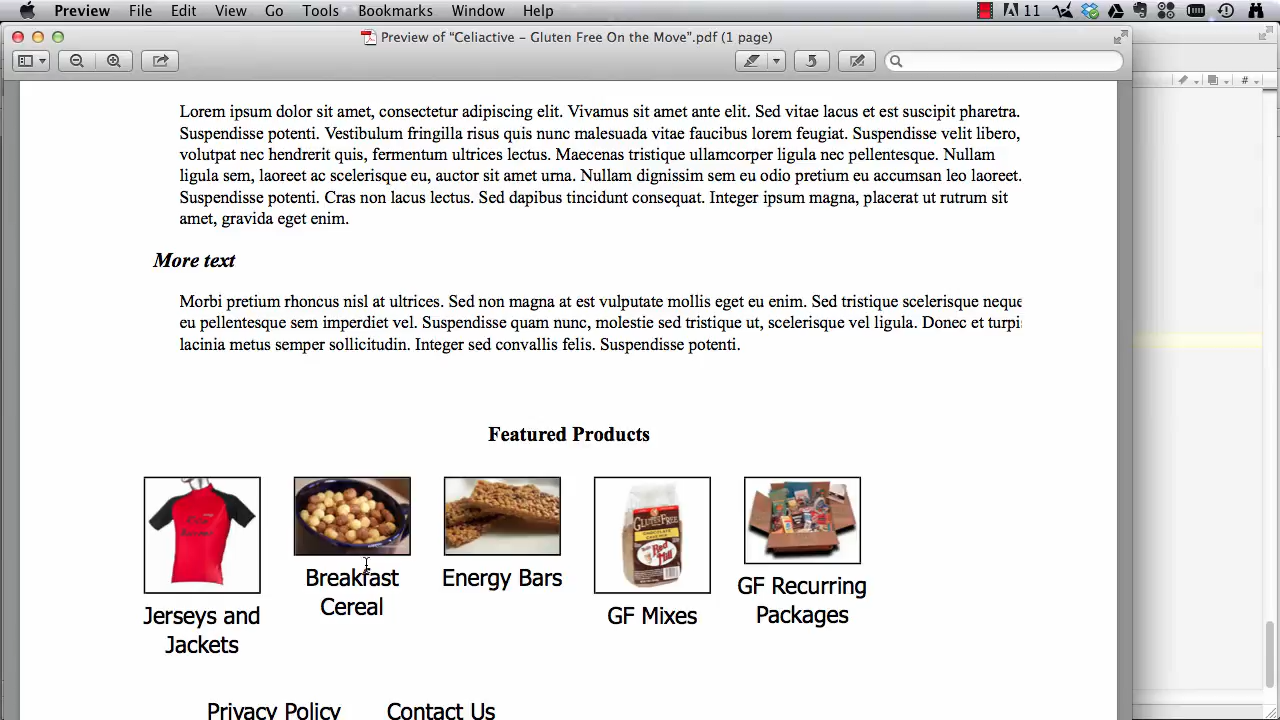 Preview File Edit View Go Tools Bookmarks Window Help 11
Preview of “Celiactive – Gluten Free On the Move”.pdf (1 page)
Lorem ipsum dolor sit amet, consectetur adipiscing elit. Vivamus sit amet ante elit. Sed vitae lacus et est suscipit pharetra.
Suspendisse potenti. Vestibulum fringilla risus quis nunc malesuada vitae faucibus lorem feugiat. Suspendisse velit libero,
volutpat nec hendrerit quis, fermentum ultrices lectus. Maecenas tristique ullamcorper ligula nec pellentesque. Nullam
ligula sem, laoreet ac scelerisque eu, auctor sit amet urna. Nullam dignissim sem eu odio pretium eu accumsan leo laoreet.
Suspendisse potenti. Cras non lacus lectus. Sed dapibus tincidunt consequat. Integer ipsum magna, placerat ut rutrum sit
amet, gravida eget enim.
More text
Morbi pretium rhoncus nisl at ultrices. Sed non magna at est vulputate mollis eget eu enim. Sed tristique scelerisque neque
eu pellentesque sem imperdiet vel. Suspendisse quam nunc, molestie sed tristique ut, scelerisque vel ligula. Donec et turpi
lacinia metus semper sollicitudin. Integer sed convallis felis. Suspendisse potenti.
Featured Products
GLUTEN FREE
Red
Mill
Jerseys and
Jackets
Breakfast
Cereal
Energy Bars
GF Mixes
GF Recurring
Packages
Privacy Policy Contact Us